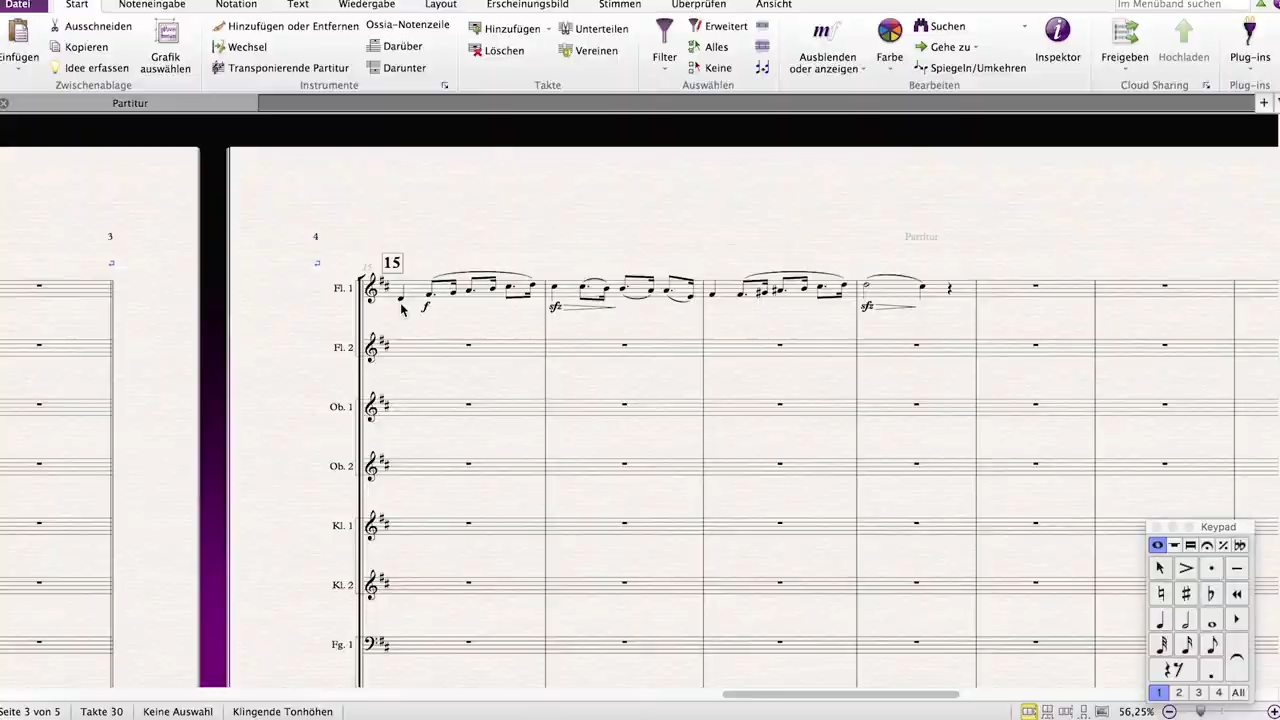 Datei Start Noteneingabe Notation Text Wiedergabe Layout Erscheinungsbild Stimmen Überprüfen Ansicht Im Menüband suchen
Einfügen
Ausschneiden
Kopieren
Idee erfassen
Grafik
auswählen
Zwischenablage
Hinzufügen oder Entfernen
Wechsel
Transponierende Partitur
Ossia-Notenzeile
Darüber
Darunter
Instrumente
Hinzufügen
Löschen
Unterteilen
Vereinen
Takte
Filter
Erweitert
Alles
Keine
Auswählen
Ausblenden
oder anzeigen
Farbe
Suchen
Gehe zu
Spiegeln/Umkehren
Inspektor
Bearbeiten
Freigeben
Hochladen
Cloud Sharing
Plug-ins
Plug-ins
Partitur
3
4
Partitur
15
15
Fl. 1
f
sfz
sfz
Fl. 2
Ob. 1
Ob. 2
Kl. 1
Kl. 2
Fg. 1
Keypad
1 2 3 4 All
Seite 3 von 5 Takte 30 Keine Auswahl Klingende Tonhöhen 56,25%